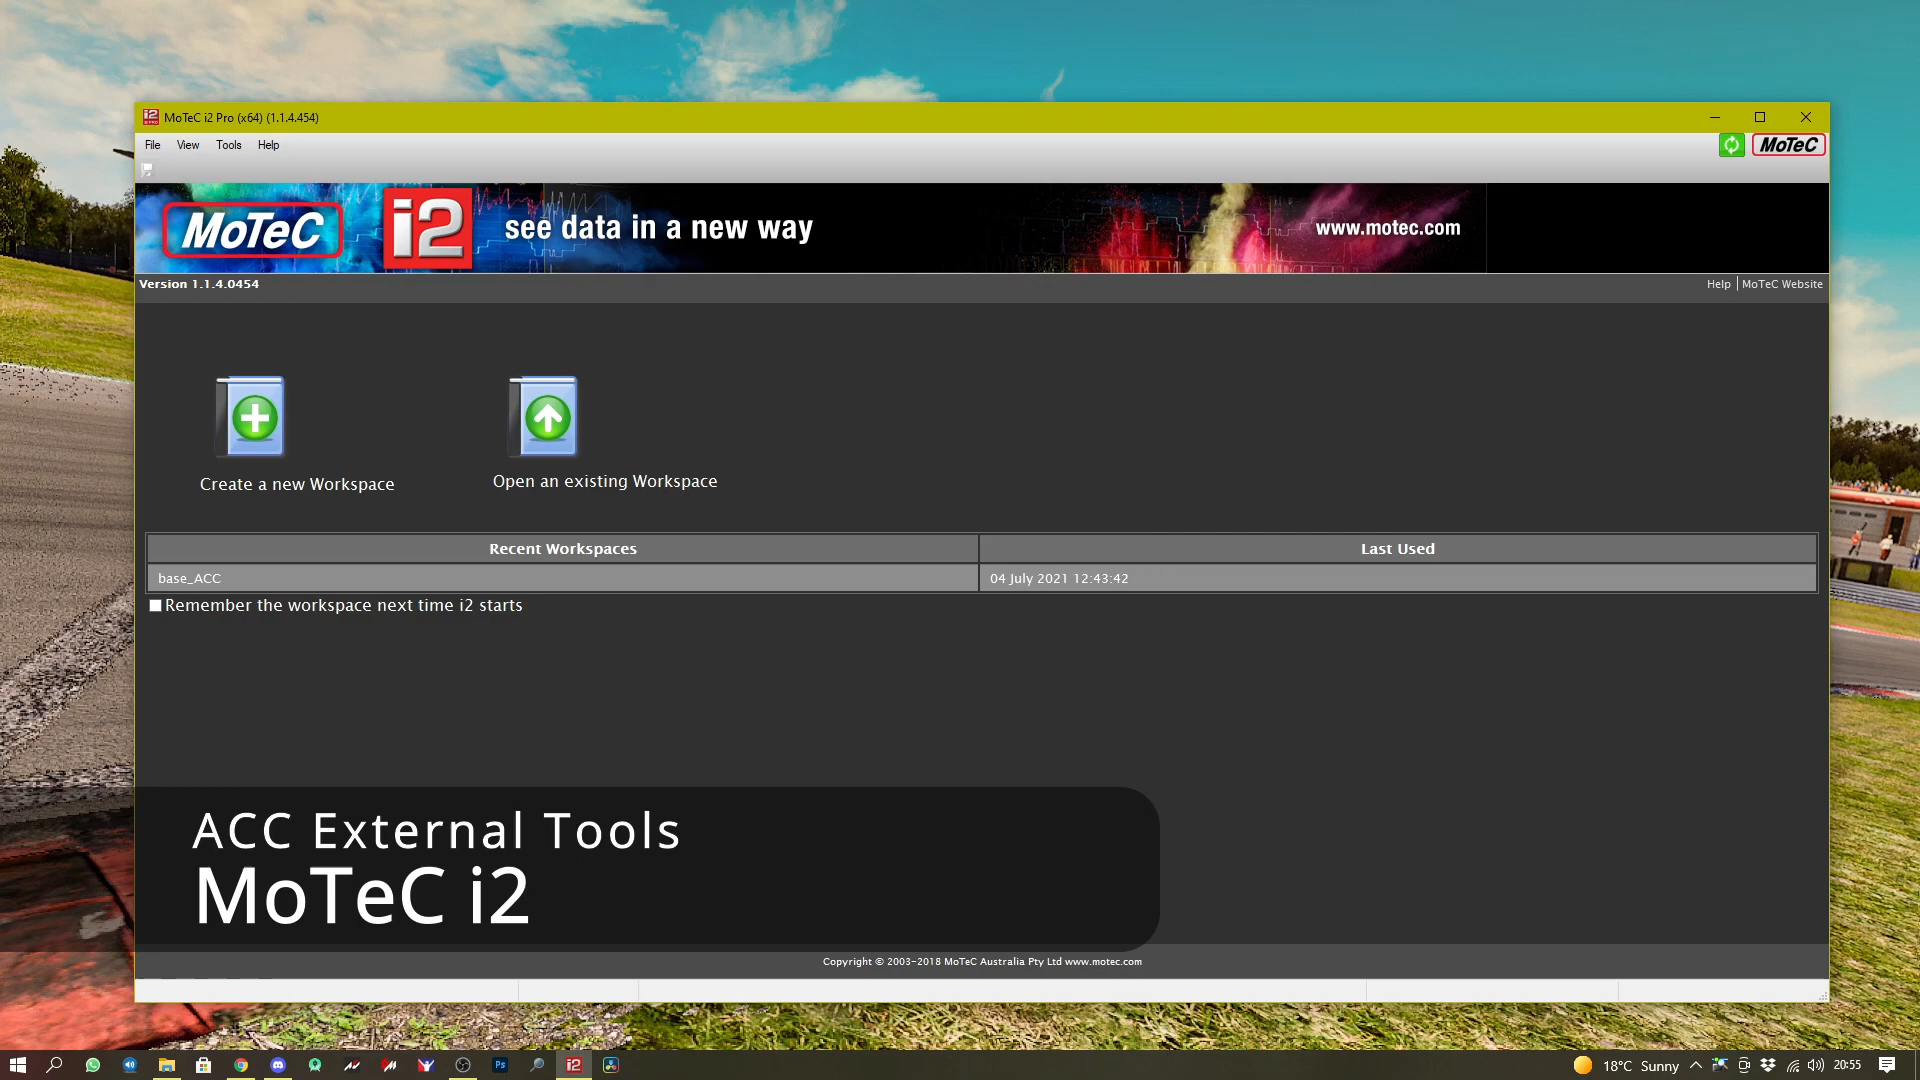 MoTeC i2 Pro (x64) (1.1.4.454)
File View Tools Help
MoTeC
MoTeC i2 see data in a new way www.motec.com
Version 1.1.4.0454
Help | MoTeC Website
Create a new Workspace
Open an existing Workspace
Recent Workspaces Last Used
base_ACC 04 July 2021 12:43:42
Remember the workspace next time i2 starts
ACC External Tools
MoTeC i2
Copyright © 2003-2018 MoTeC Australia Pty Ltd www.motec.com
Ps i2 18°C Sunny 20:55